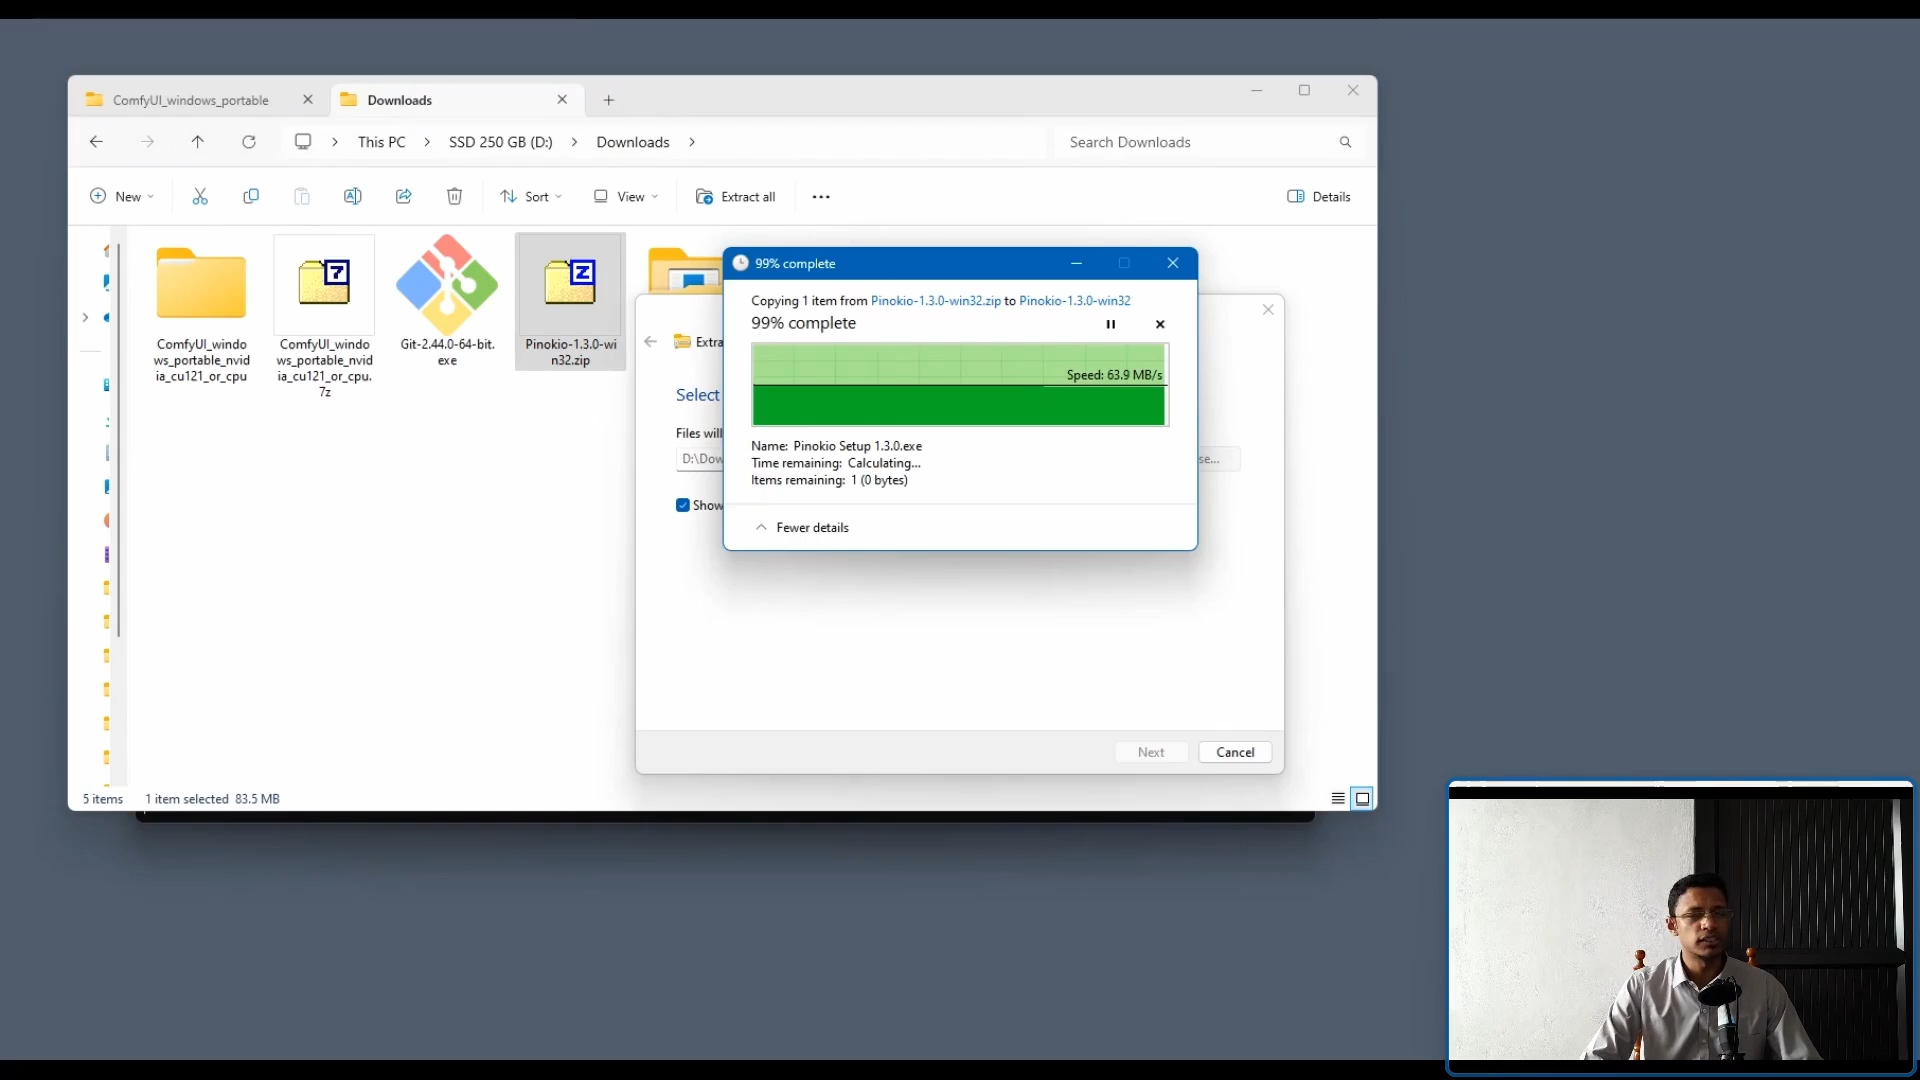 ComfyUI_windows_portable
Downloads
This PC
SSD 250 GB (D:)
Downloads
Search Downloads
New
Sort
View
Extract all
Details
ComfyUI_windo
ws_portable_nvid
ia_cu121_or_cpu
ComfyUI_windo
ws_portable_nvid
ia_cu121_or_cpu.
7z
Git-2.44.0-64-bit.
exe
Pinokio-1.3.0-wi
n32.zip
Extra
Select
Files will
D:\Dow
se...
Show
99% complete
Copying 1 item from Pinokio-1.3.0-win32.zip to Pinokio-1.3.0-win32
99% complete
Speed: 63.9 MB/s
Name: Pinokio Setup 1.3.0.exe
Time remaining: Calculating...
Items remaining: 1 (0 bytes)
Fewer details
Next
Cancel
5 items
1 item selected 83.5 MB